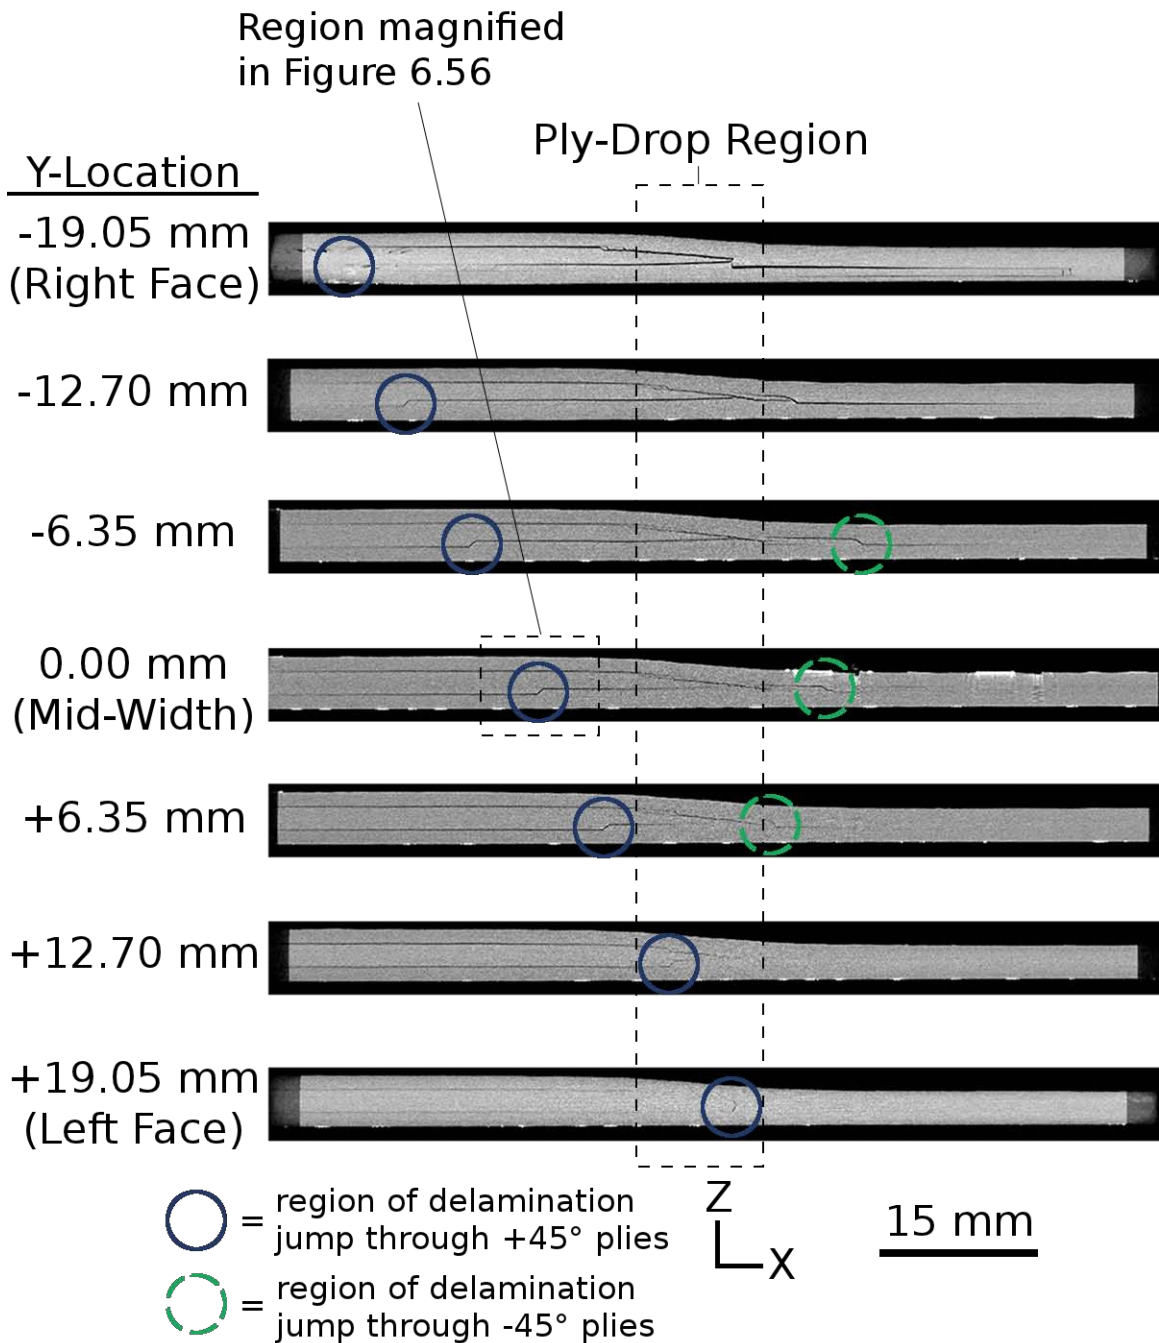 Region magnified
in Figure 6.56
Ply-Drop Region
Y-Location
-19.05 mm
(Right Face)
-12.70 mm
-6.35 mm
0.00 mm
(Mid-Width)
+6.35 mm
+12.70 mm
+19.05 mm
(Left Face)
= region of delamination
jump through +45° plies
= region of delamination
jump through -45° plies
Z
X
15 mm